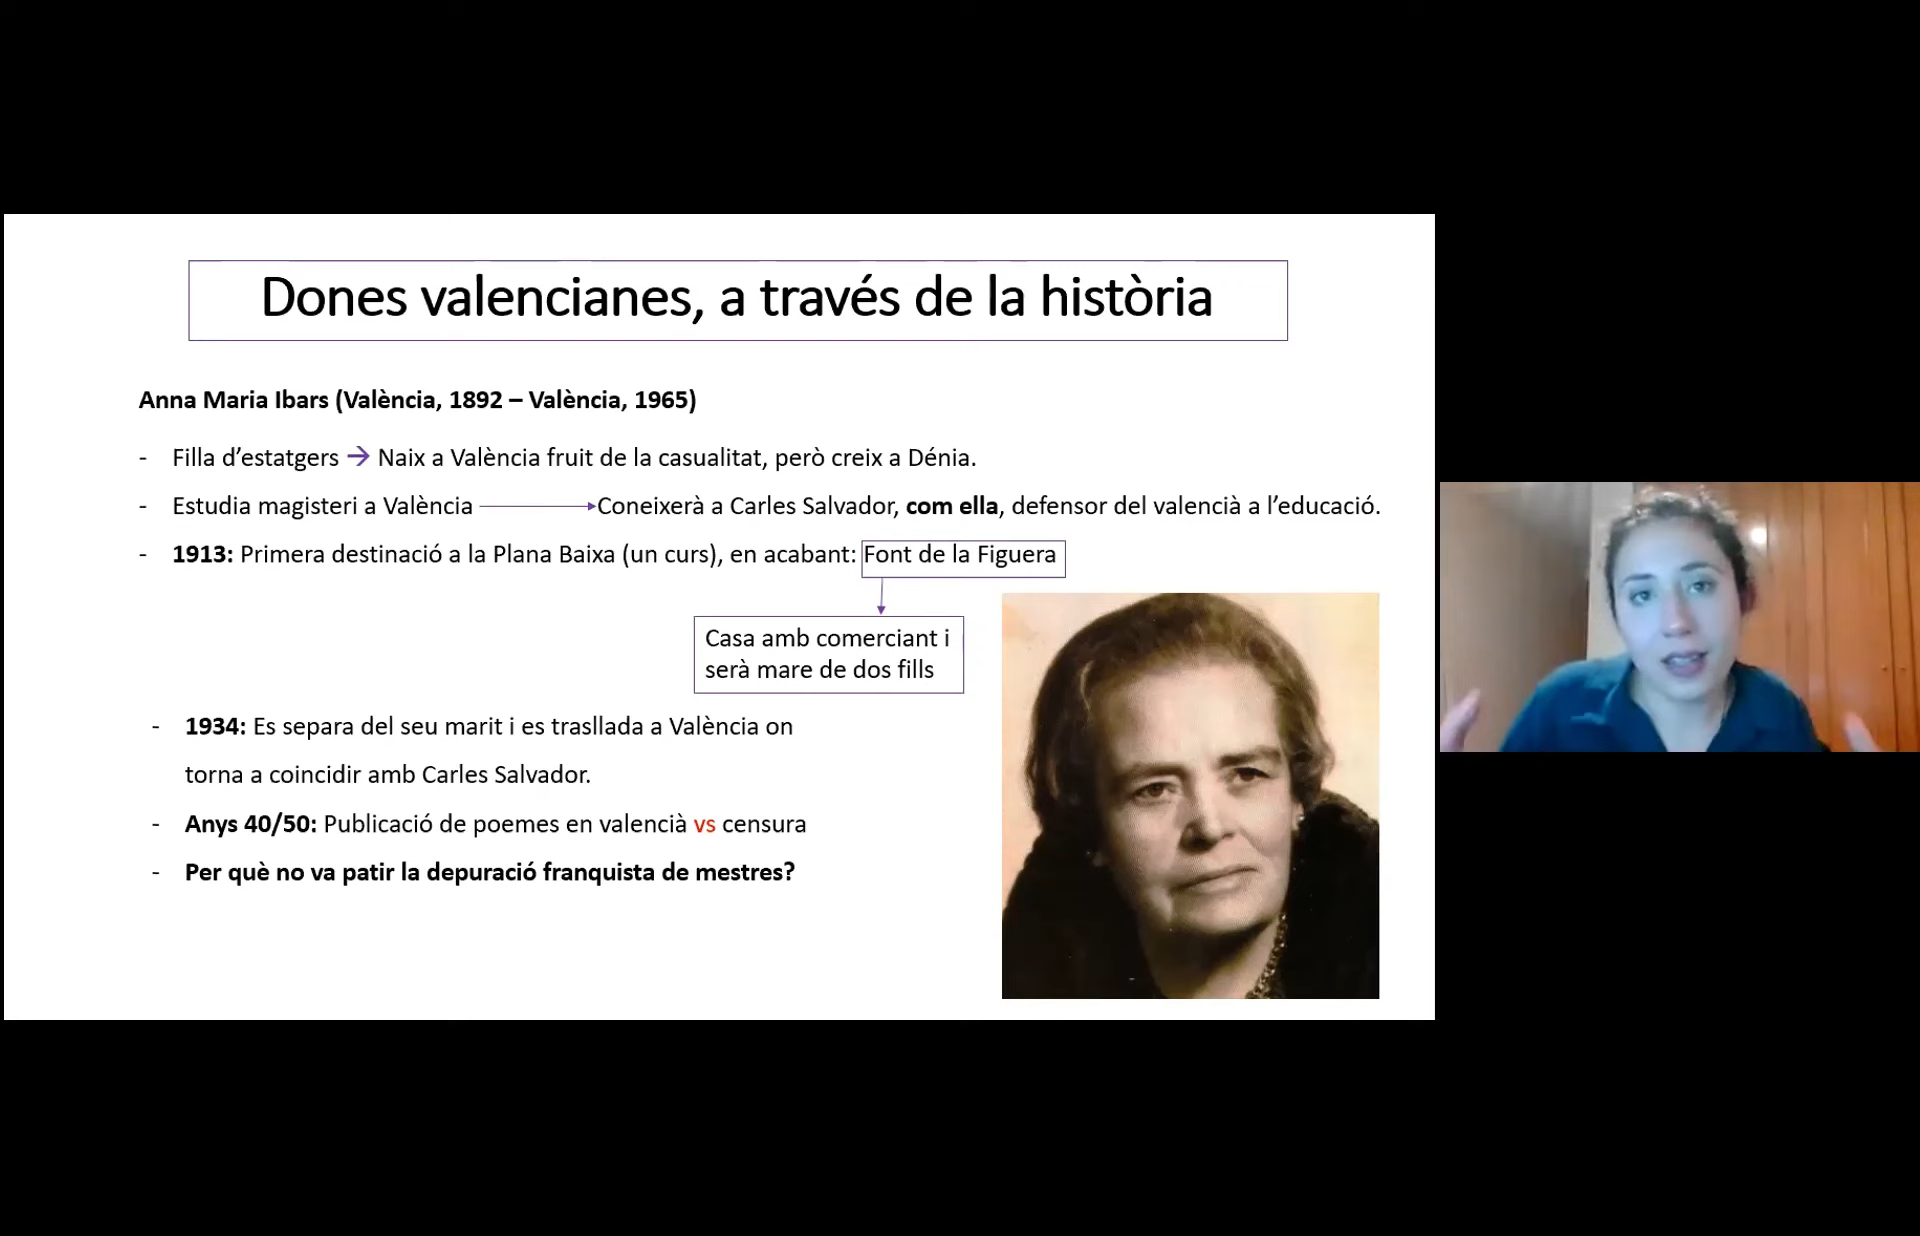 Dones valencianes, a través de la història
Anna Maria Ibars (València, 1892 – València, 1965)
- Filla d’estatgers → Naix a València fruit de la casualitat, però creix a Dénia.
- Estudia magisteri a València Coneixerà a Carles Salvador, com ella, defensor del valencià a l’educació.
- 1913: Primera destinació a la Plana Baixa (un curs), en acabant: Font de la Figuera
Casa amb comerciant i
serà mare de dos fills
- 1934: Es separa del seu marit i es trasllada a València on
torna a coincidir amb Carles Salvador.
- Anys 40/50: Publicació de poemes en valencià vs censura
- Per què no va patir la depuració franquista de mestres?